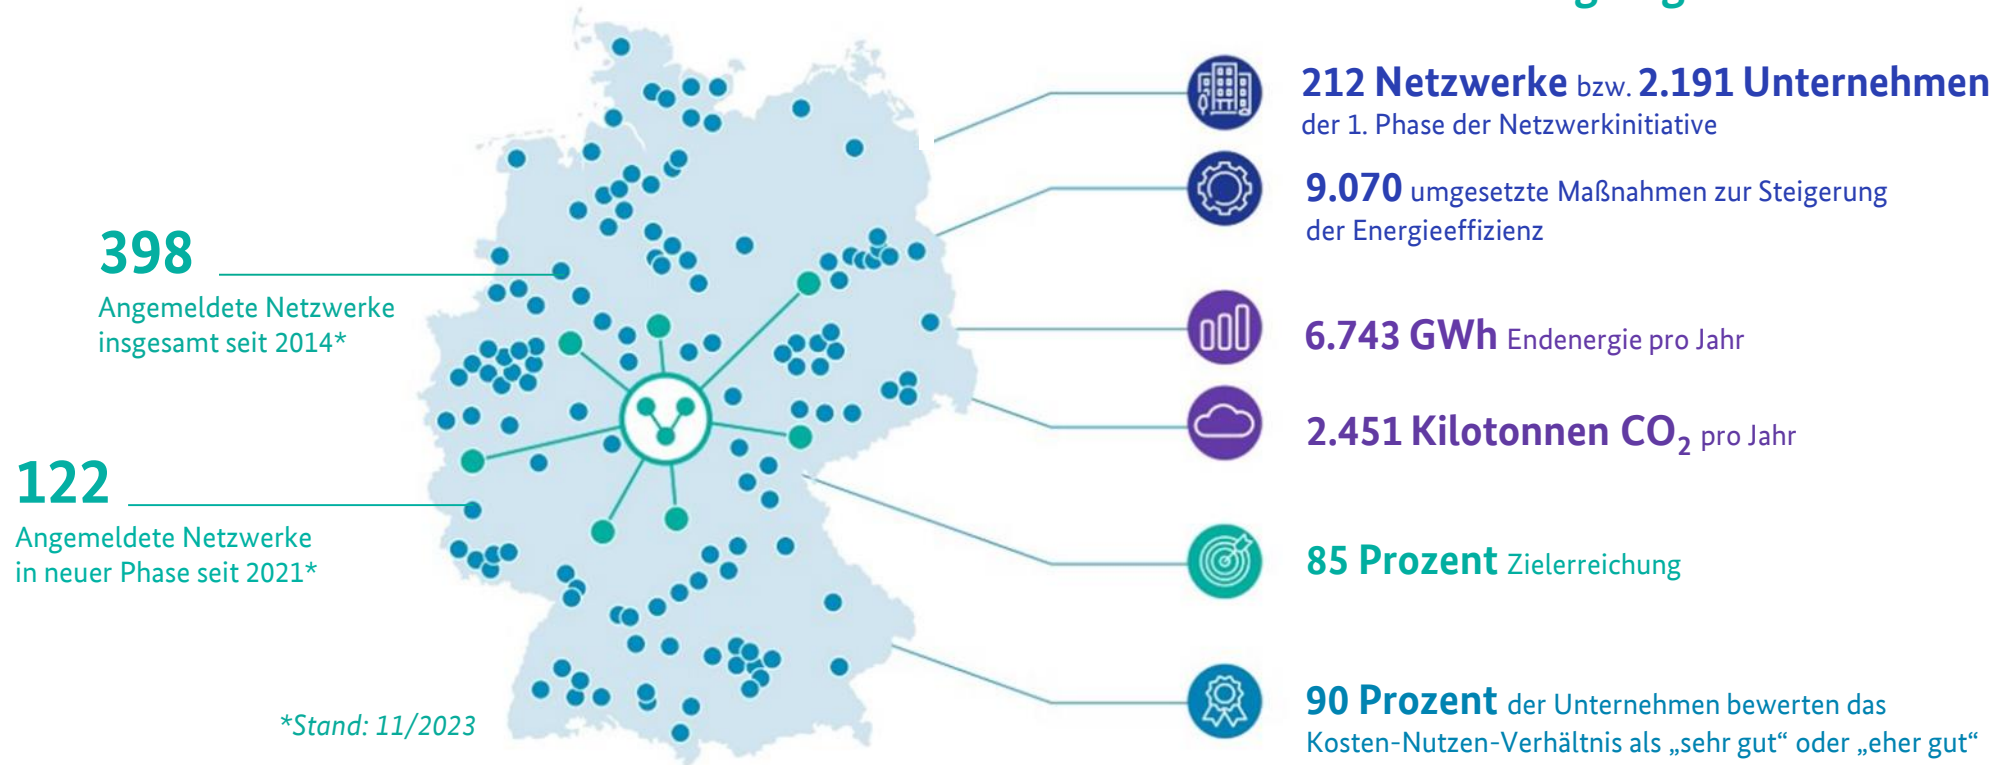 398
Angemeldete Netzwerke
insgesamt seit 2014*
122
Angemeldete Netzwerke
in neuer Phase seit 2021*
*Stand: 11/2023
212 Netzwerke bzw. 2.191 Unternehmen
der 1. Phase der Netzwerkinitiative
9.070 umgesetzte Maßnahmen zur Steigerung
der Energieeffizienz
6.743 GWh Endenergie pro Jahr
2.451 Kilotonnen CO₂ pro Jahr
85 Prozent Zielerreichung
90 Prozent der Unternehmen bewerten das
Kosten-Nutzen-Verhältnis als „sehr gut“ oder „eher gut“